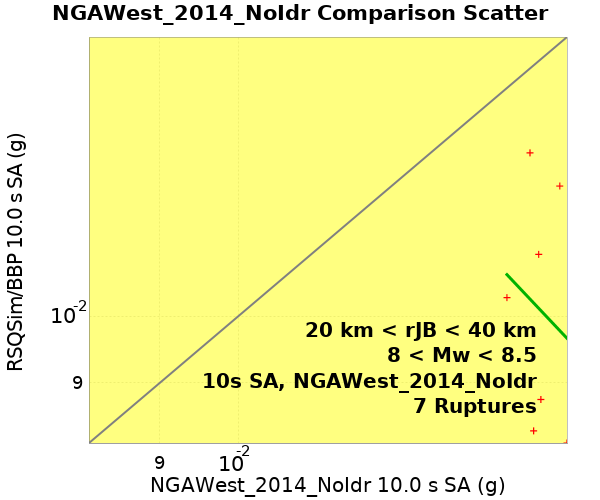 NGAWest_2014_NoIdr Comparison Scatter
RSQSim/BBP 10.0 s SA (g)
10-2
9
20 km < rJB < 40 km
8 < Mw < 8.5
10s SA, NGAWest_2014_NoIdr
7 Ruptures
9
10-2
NGAWest_2014_NoIdr 10.0 s SA (g)